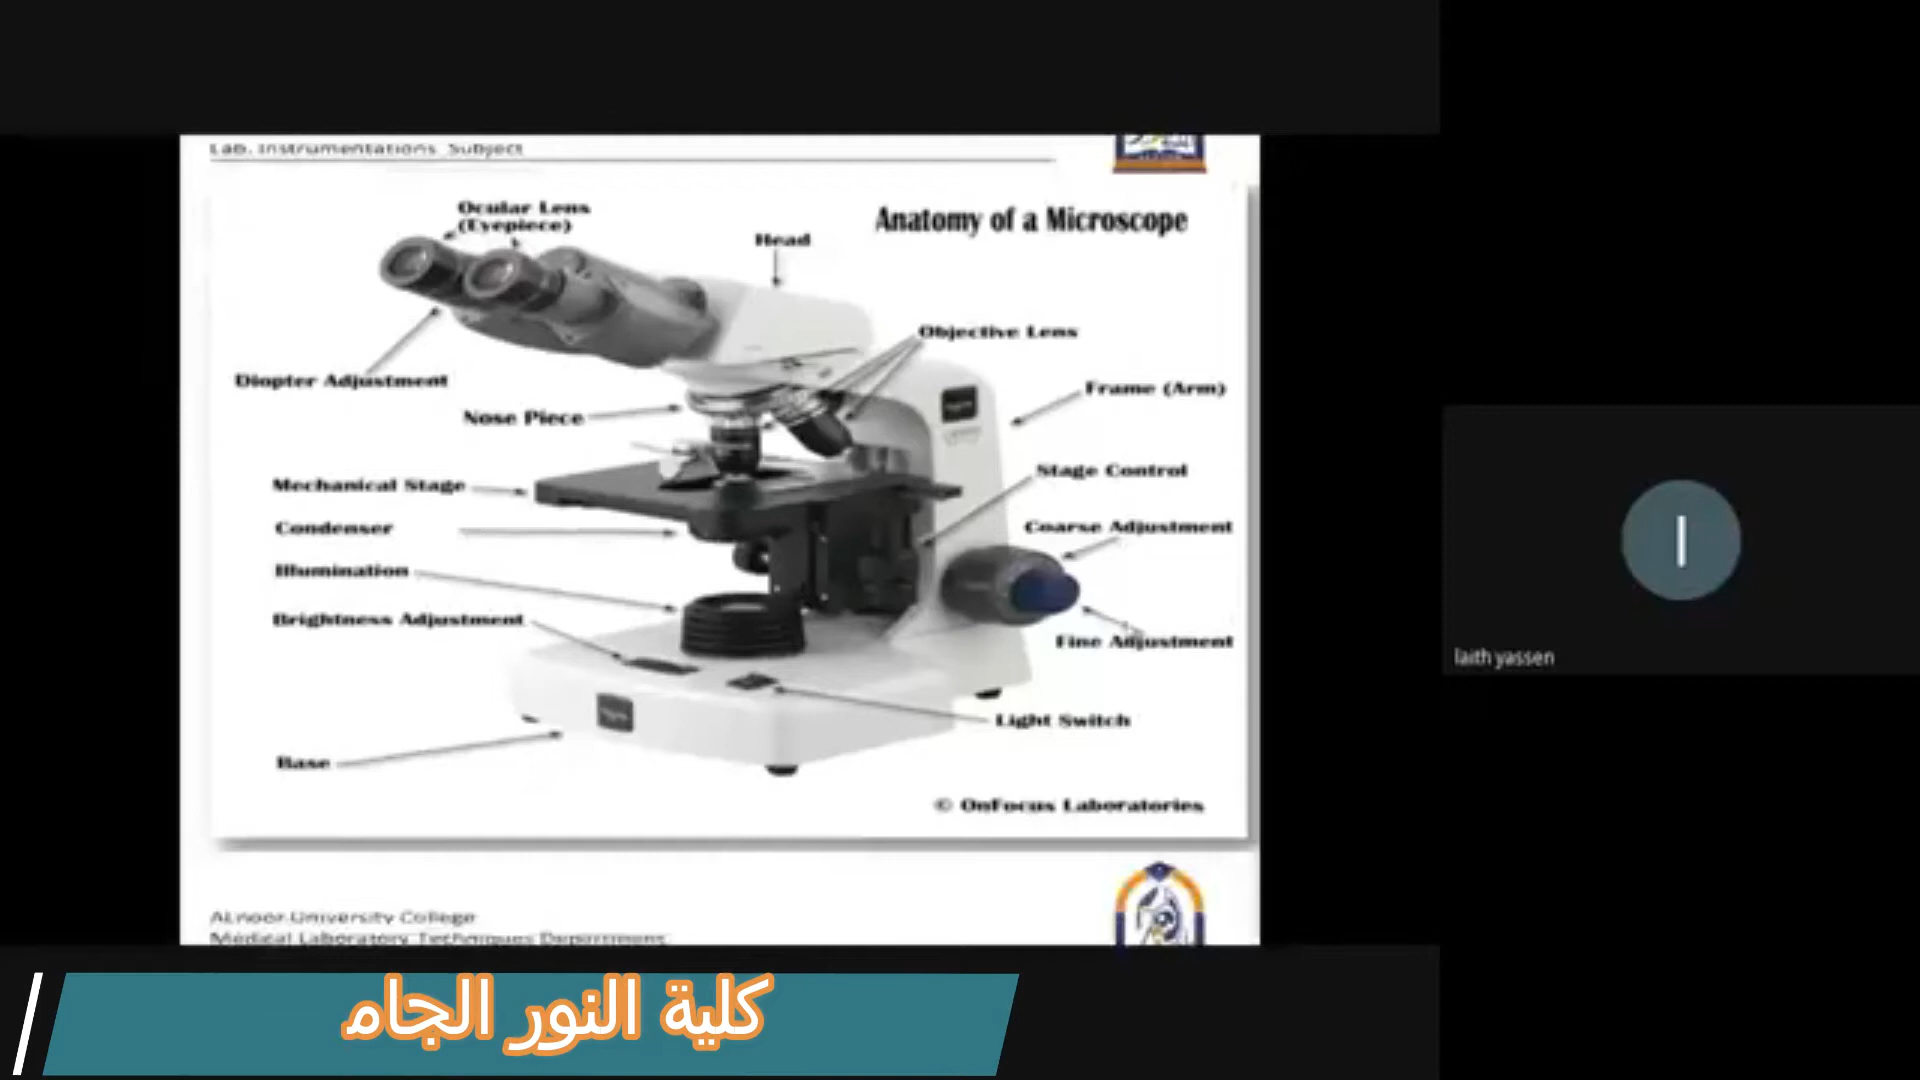 Lab. Instrumentations Subject
Anatomy of a Microscope
Ocular Lens
(Eyepiece)
Head
Objective Lens
Diopter Adjustment
Frame (Arm)
Nose Piece
Stage Control
Mechanical Stage
Condenser
Coarse Adjustment
Illumination
Brightness Adjustment
Fine Adjustment
Light Switch
Base
© OnFocus Laboratories
ALnoor University College
Medical Laboratory Techniques Department
laith yassen
I
كلية النور الجام